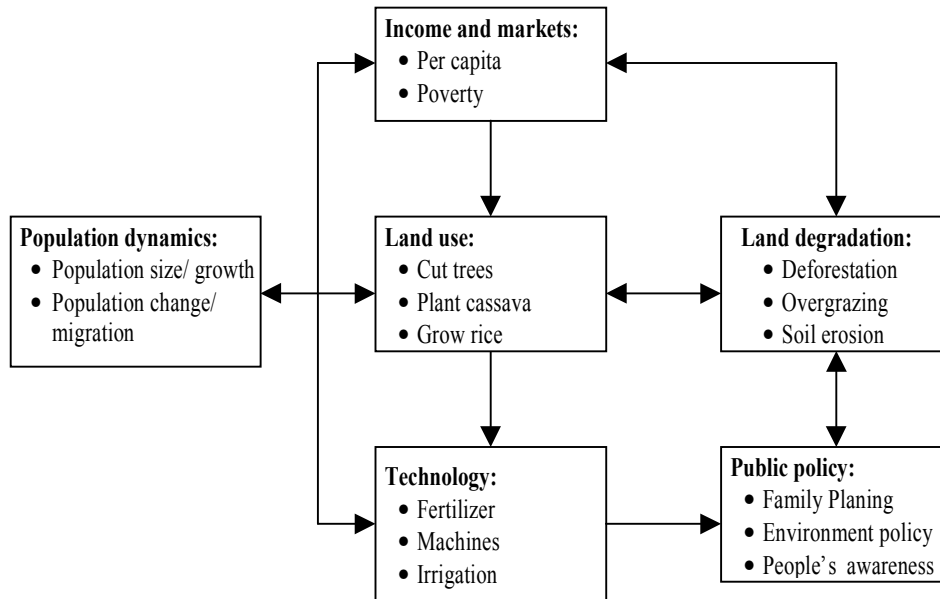 Income and markets:
• Per capita
• Poverty
Population dynamics:
• Population size/ growth
• Population change/
migration
Land use:
• Cut trees
• Plant cassava
• Grow rice
Land degradation:
• Deforestation
• Overgrazing
• Soil erosion
Technology:
• Fertilizer
• Machines
• Irrigation
Public policy:
• Family Planing
• Environment policy
• People's awareness